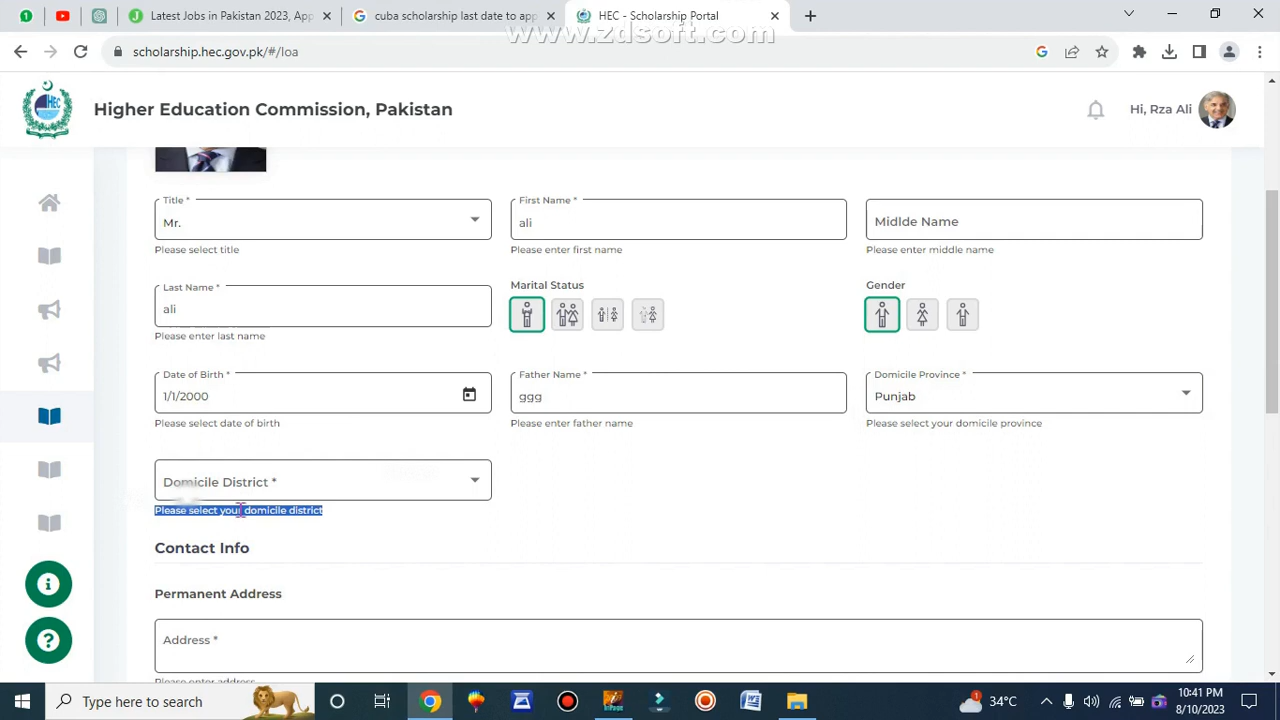 Latest Jobs in Pakistan 2023, App
cuba scholarship last date to app
HEC - Scholarship Portal
www.zdsoft.com
scholarship.hec.gov.pk/#/loa
Higher Education Commission, Pakistan
Hi, Rza Ali
Title *
Mr.
Please select title
First Name *
ali
Please enter first name
Midlde Name
Please enter middle name
Last Name *
ali
Please enter last name
Marital Status
Gender
Date of Birth *
1/1/2000
Please select date of birth
Father Name *
ggg
Please enter father name
Domicile Province *
Punjab
Please select your domicile province
Domicile District *
Please select your domicile district
Contact Info
Permanent Address
Address *
Please enter address
Type here to search
34°C
10:41 PM
8/10/2023